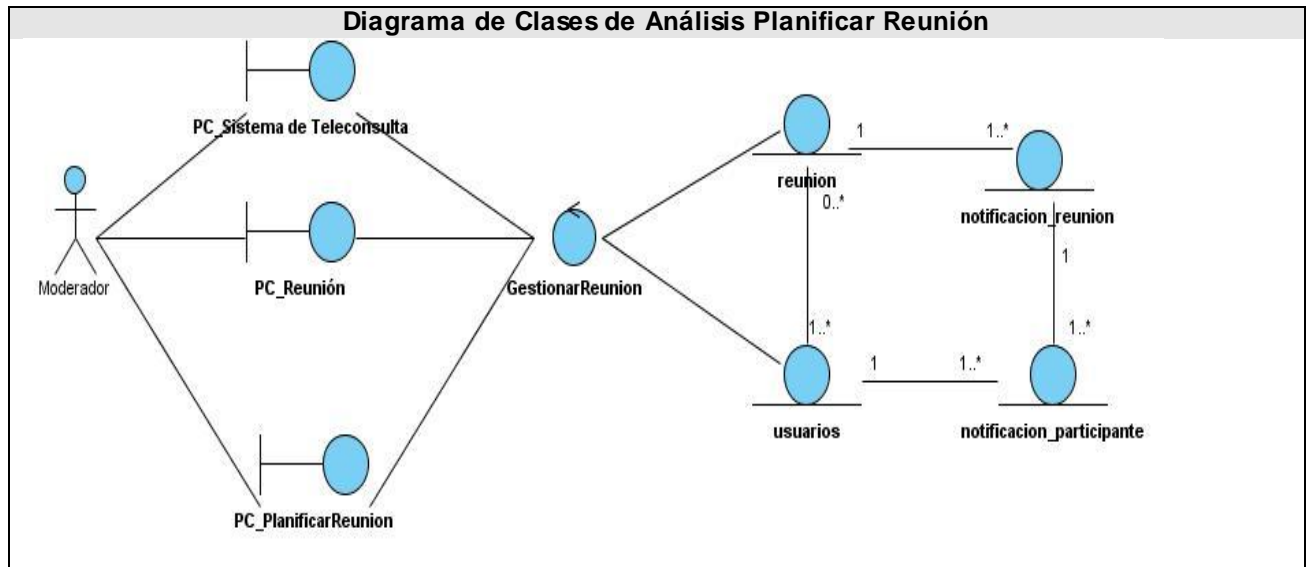 Diagrama de Clases de Análisis Planificar Reunión
PC_Sistema de Teleconsulta
Moderador
PC_Reunión
PC_PlanificarReunion
GestionarReunion
reunion
1
1..*
notificacion_reunion
0..*
1
1..*
1..*
usuarios
1
1..*
notificacion_participante